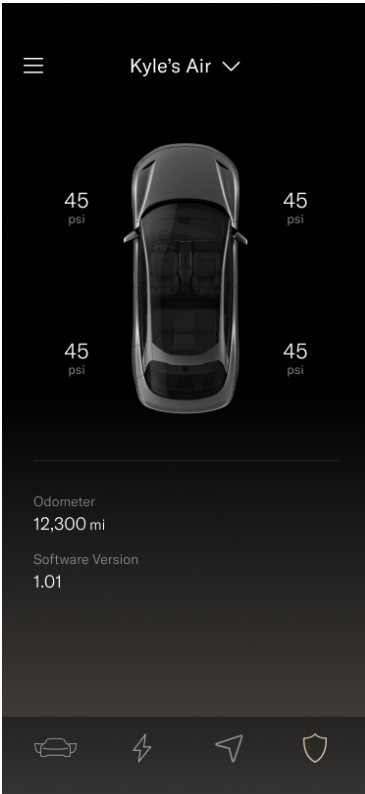 Kyle's Air
45 45
psi psi
45 45
psi psi
Odometer
12,300 mi
Software Version
1.01